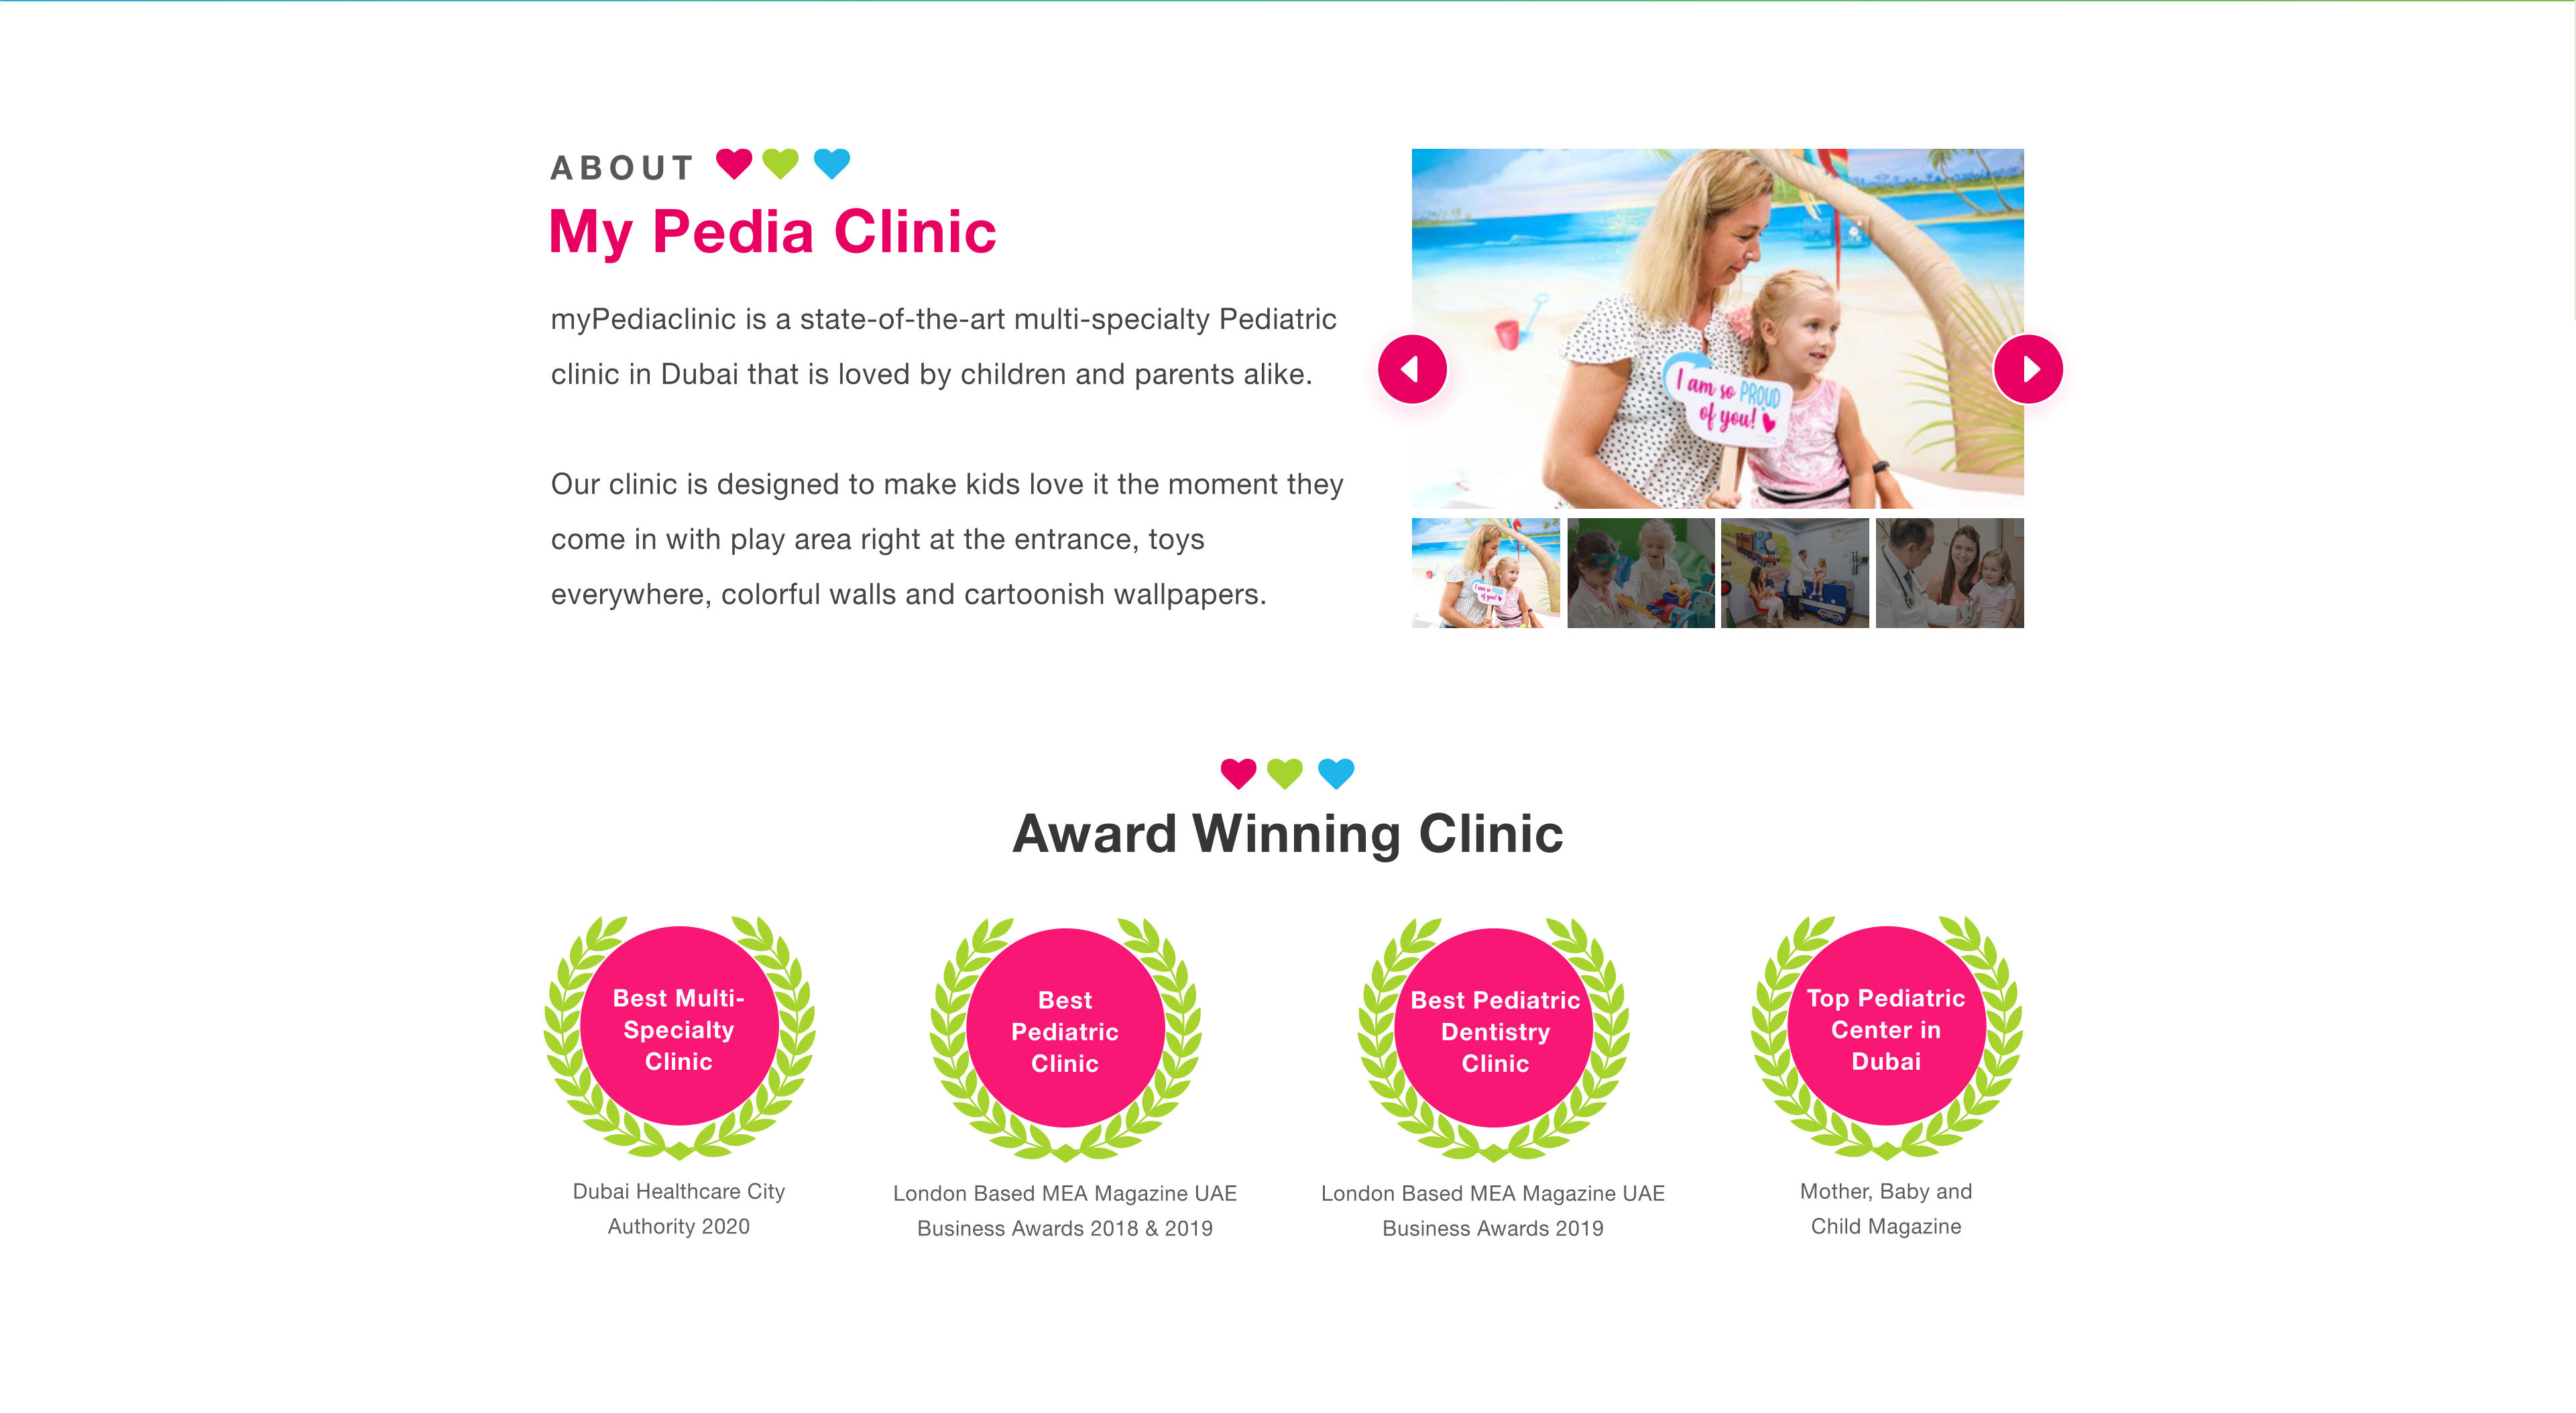 ABOUT
My Pedia Clinic
myPediaclinic is a state-of-the-art multi-specialty Pediatric
clinic in Dubai that is loved by children and parents alike.
Our clinic is designed to make kids love it the moment they
come in with play area right at the entrance, toys
everywhere, colorful walls and cartoonish wallpapers.
I am so PROUD
of you!
I am so PROUD
of you!
Award Winning Clinic
Best Multi-
Specialty
Clinic
Dubai Healthcare City
Authority 2020
Best
Pediatric
Clinic
London Based MEA Magazine UAE
Business Awards 2018 & 2019
Best Pediatric
Dentistry
Clinic
London Based MEA Magazine UAE
Business Awards 2019
Top Pediatric
Center in
Dubai
Mother, Baby and
Child Magazine